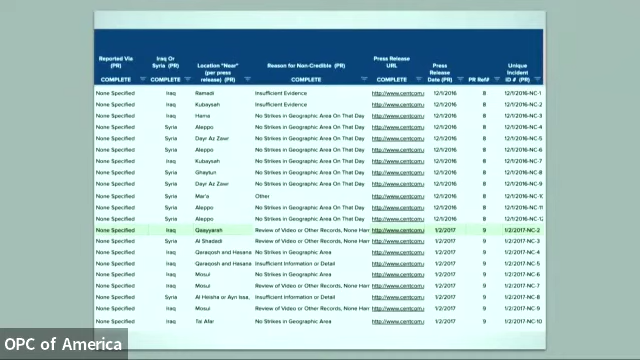 Reported Via (PR) Iraq Or Syria (PR) Location "Near" (per press release) (PR) Reason for Non-Credible (PR) Press Release URL Press Release Date (PR) PR Ref# Unique Incident ID # (PR)
COMPLETE COMPLETE COMPLETE COMPLETE COMPLETE
None Specified Iraq Ramadi Insufficient Evidence http://www.centcom. 12/1/2016 8 12/1/2016-NC-1
None Specified Iraq Kubaysah Insufficient Evidence http://www.centcom. 12/1/2016 8 12/1/2016-NC-2
None Specified Iraq Hama No Strikes in Geographic Area On That Day http://www.centcom. 12/1/2016 8 12/1/2016-NC-3
None Specified Syria Aleppo No Strikes in Geographic Area On That Day http://www.centcom. 12/1/2016 8 12/1/2016-NC-4
None Specified Syria Dayr Az Zawr No Strikes in Geographic Area On That Day http://www.centcom. 12/1/2016 8 12/1/2016-NC-5
None Specified Syria Aleppo No Strikes in Geographic Area On That Day http://www.centcom. 12/1/2016 8 12/1/2016-NC-6
None Specified Iraq Kubaysah No Strikes in Geographic Area On That Day http://www.centcom. 12/1/2016 8 12/1/2016-NC-7
None Specified Syria No Strikes in Geographic Area On That Day http://www.centcom. 12/1/2016 8 12/1/2016-NC-8
None Specified Syria Dayr Az Zawr No Strikes in Geographic Area On That Day http://www.centcom. 12/1/2016 8 12/1/2016-NC-9
None Specified Syria Mar'a Other http://www.centcom. 12/1/2016 8 12/1/2016-NC-10
None Specified Syria Aleppo No Strikes in Geographic Area On That Day http://www.centcom. 12/1/2016 8 12/1/2016-NC-11
None Specified Syria Aleppo No Strikes in Geographic Area On That Day http://www.centcom. 12/1/2016 8 12/1/2016-NC-12
None Specified Iraq Qaayyarah Review of Video or Other Records, None Harr http://www.centcom. 1/2/2017 9 1/2/2017-NC-2
None Specified Syria Al Shadadi Review of Video or Other Records, None Harr http://www.centcom. 1/2/2017 9 1/2/2017-NC-3
None Specified Iraq Qaraqosh and Hasana No Strikes in Geographic Area http://www.centcom. 1/2/2017 9 1/2/2017-NC-4
None Specified Iraq Qaraqosh and Hasana Insufficient Information or Detail http://www.centcom. 1/2/2017 9 1/2/2017-NC-5
None Specified Iraq Mosul No Strikes in Geographic Area http://www.centcom. 1/2/2017 9 1/2/2017-NC-6
None Specified Iraq Mosul Review of Video or Other Records, None Harr http://www.centcom. 1/2/2017 9 1/2/2017-NC-7
None Specified Syria Al Heisha or Ayn Issa, Insufficient Information or Detail http://www.centcom. 1/2/2017 9 1/2/2017-NC-8
None Specified Iraq Mosul Review of Video or Other Records, None Harr http://www.centcom. 1/2/2017 9 1/2/2017-NC-9
Specified Iraq Tal Afar No Strikes in Geographic Area http://www.centcom. 1/2/2017 9 1/2/2017-NC-10
OPC of America